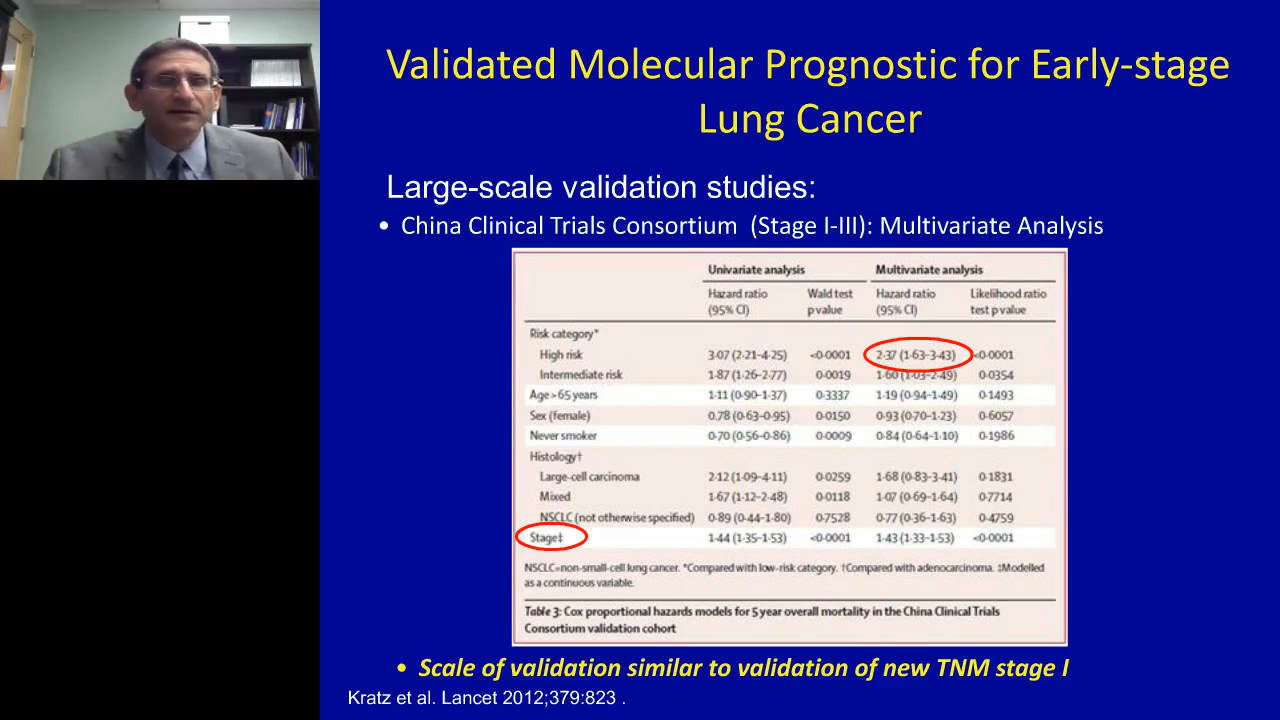 Validated Molecular Prognostic for Early-stage
Lung Cancer
Large-scale validation studies:
• China Clinical Trials Consortium (Stage I-III): Multivariate Analysis
Univariate analysis Multivariate analysis
Hazard ratio Wald test Hazard ratio Likelihood ratio
(95% CI) p value (95% CI) test p value
Risk category*
High risk 3·07 (2·21–4·25) <0·0001 2·37 (1·63–3·43) <0·0001
Intermediate risk 1·87 (1·26–2·77) 0·0019 1·60 (1·03–2·49) 0·0354
Age >65 years 1·11 (0·90–1·37) 0·3337 1·19 (0·94–1·49) 0·1493
Sex (female) 0.78 (0·63–0·95) 0·0150 0·93 (0·70–1·23) 0·6057
Never smoker 0·70 (0·56–0·86) 0·0009 0·84 (0·64–1·10) 0·1986
Histology†
Large-cell carcinoma 2·12 (1·09–4·11) 0·0259 1·68 (0·83–3·41) 0·1831
Mixed 1·67 (1·12–2·48) 0·0118 1·07 (0·69–1·64) 0·7714
NSCLC (not otherwise specified) 0·89 (0·44–1·80) 0·7528 0·77 (0·36–1·63) 0·4759
Stage‡ 1·44 (1·35–1·53) <0·0001 1·43 (1·33–1·53) <0·0001
NSCLC=non-small-cell lung cancer. *Compared with low-risk category. †Compared with adenocarcinoma. ‡Modelled
as a continuous variable.
Table 3: Cox proportional hazards models for 5 year overall mortality in the China Clinical Trials
Consortium validation cohort
• Scale of validation similar to validation of new TNM stage I
Kratz et al. Lancet 2012;379:823 .